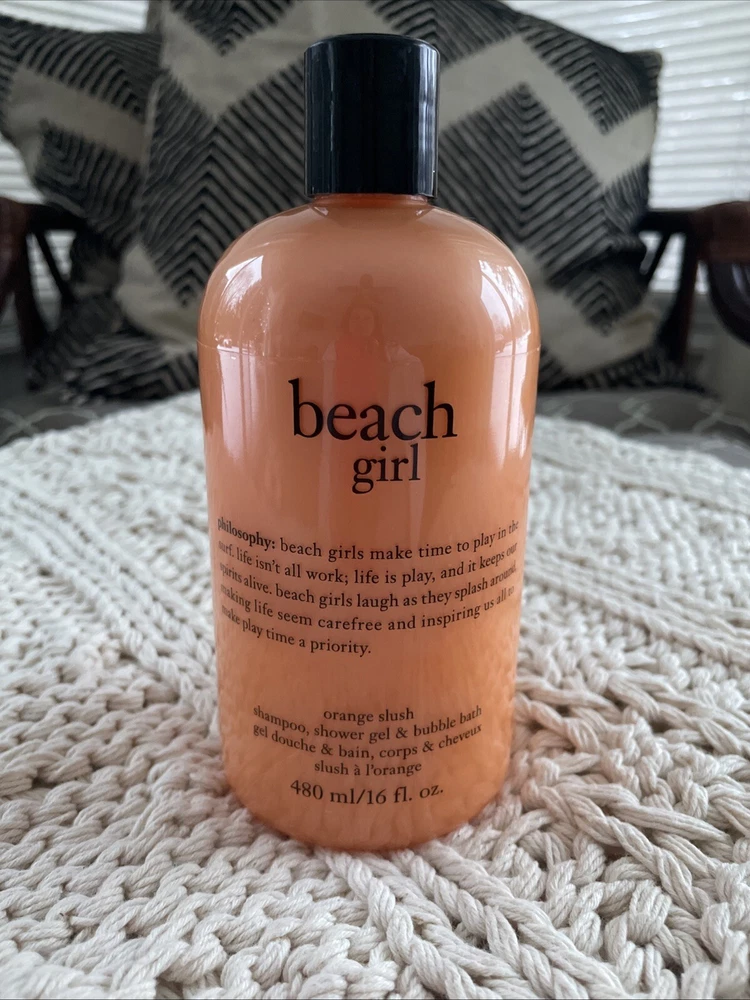 beach
girl
philosophy: beach girls make time to play in the
surf. life isn't all work; life is play, and it keeps our
spirits alive. beach girls laugh as they splash around,
making life seem carefree and inspiring us all to
make play time a priority.
orange slush
shampoo, shower gel & bubble bath
gel douche & bain, corps & cheveux
slush à l'orange
480 ml/16 fl. oz.